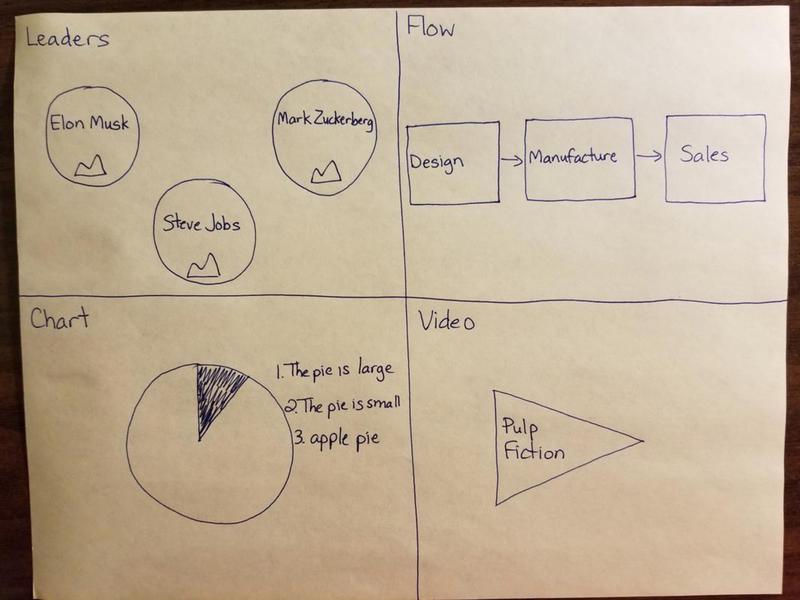 Leaders
Elon Musk
Mark Zuckerberg
Steve Jobs
Flow
Design
Manufacture
Sales
Chart
1. The pie is large
2. The pie is small
3. apple pie
Video
Pulp
Fiction